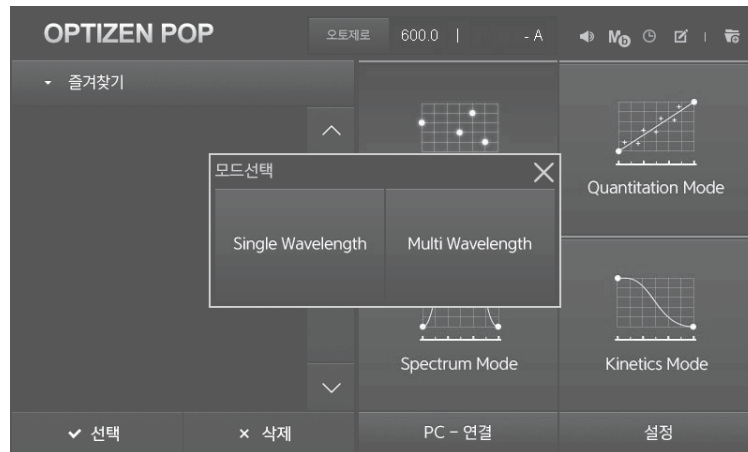 OPTIZEN POP
오토제로 600.0 | - A
즐겨찾기
모드선택
Single Wavelength Multi Wavelength
Quantitation Mode
Spectrum Mode Kinetics Mode
선택 삭제 PC - 연결 설정